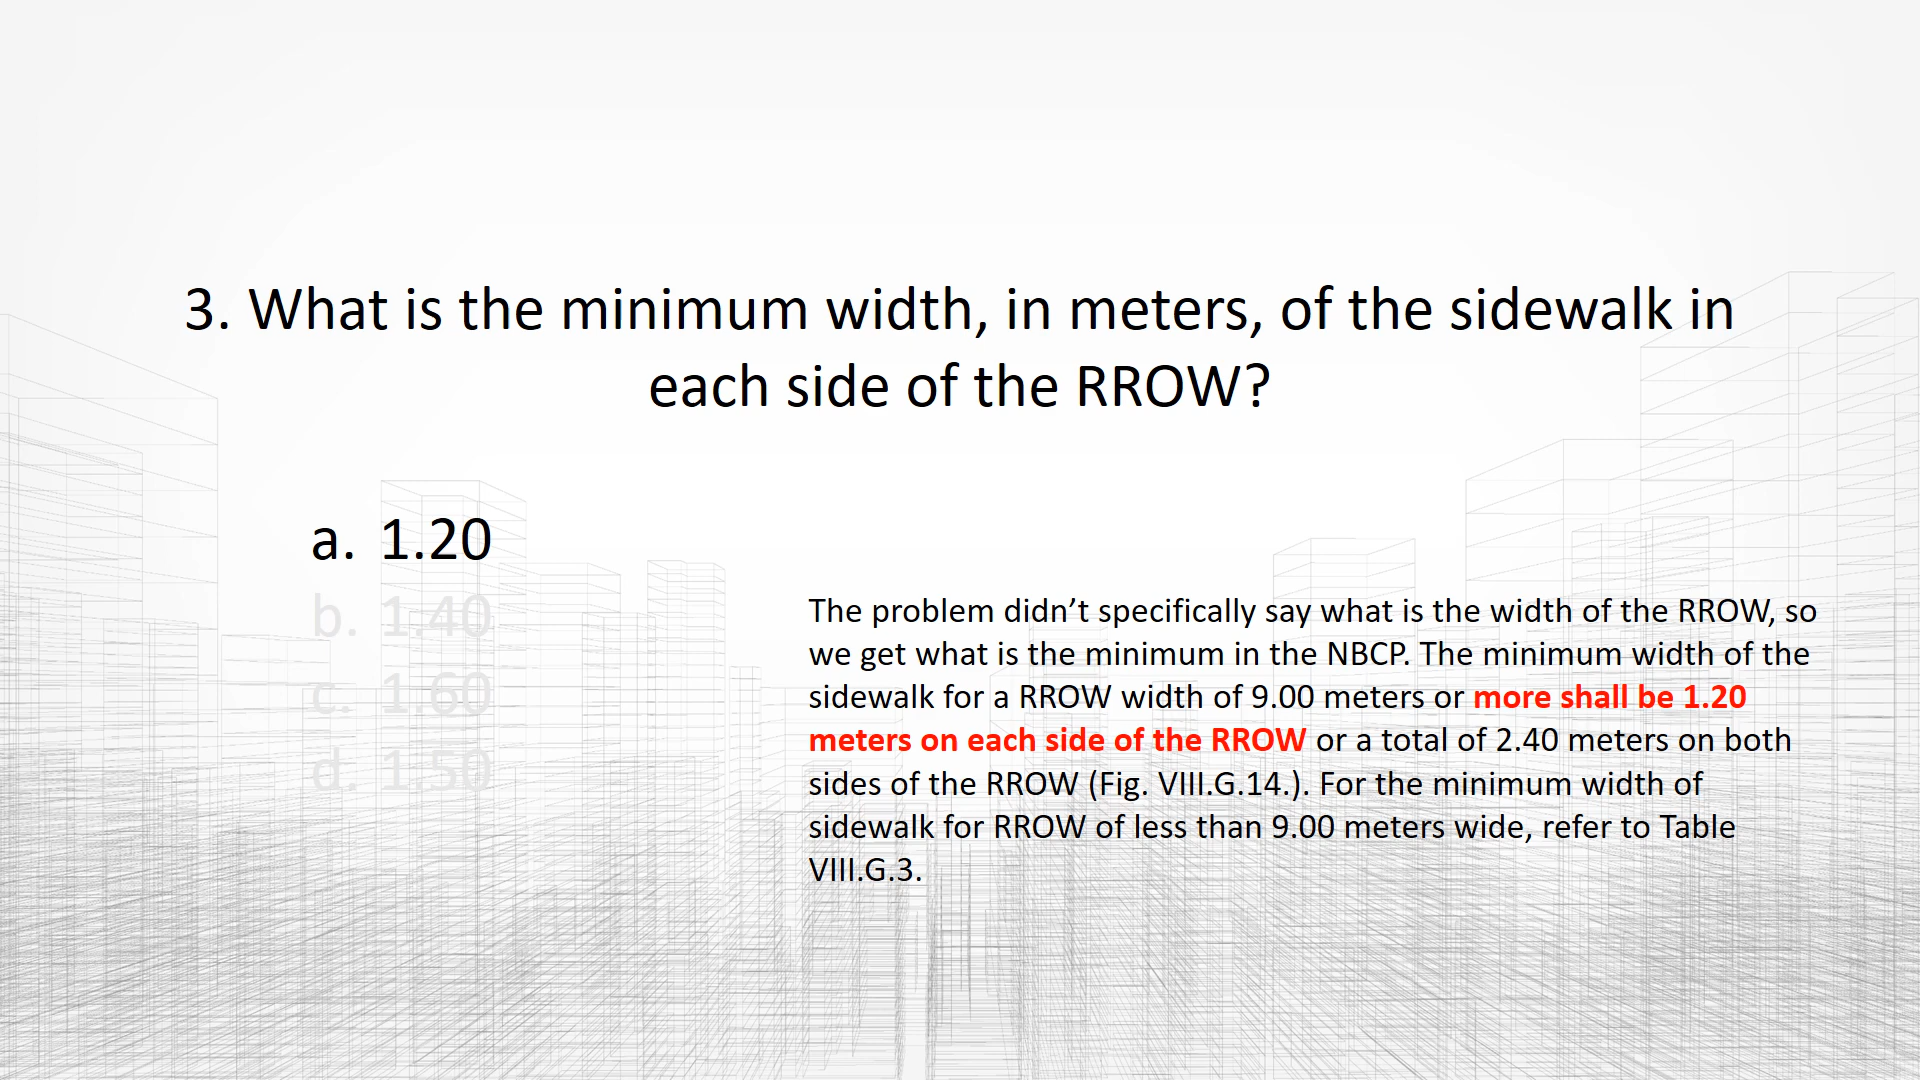 3. What is the minimum width, in meters, of the sidewalk in
each side of the RROW?
a. 1.20
b. 1.40
c. 1.60
d. 1.50
The problem didn’t specifically say what is the width of the RROW, so
we get what is the minimum in the NBCP. The minimum width of the
sidewalk for a RROW width of 9.00 meters or more shall be 1.20
meters on each side of the RROW or a total of 2.40 meters on both
sides of the RROW (Fig. VIII.G.14.). For the minimum width of
sidewalk for RROW of less than 9.00 meters wide, refer to Table
VIII.G.3.